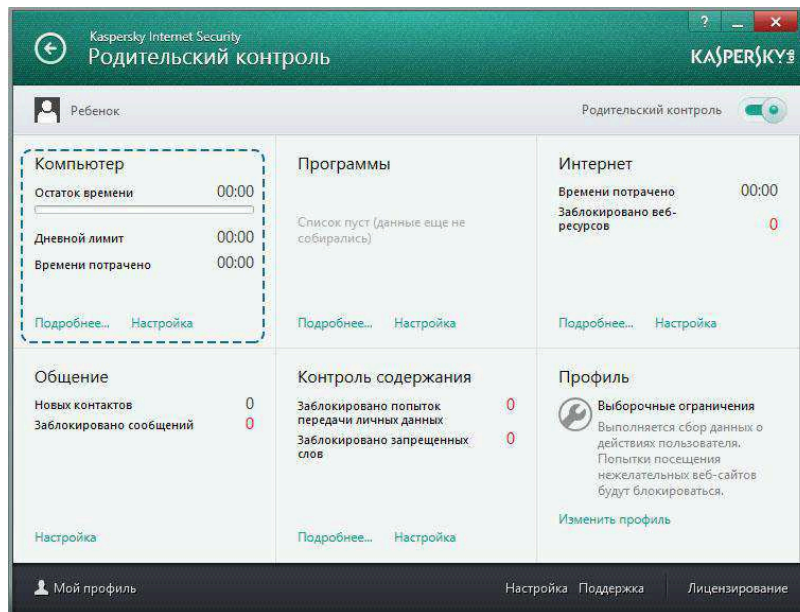 Kaspersky Internet Security
Родительский контроль
? _ ×
KASPERSKY lab
Ребенок
Родительский контроль
Компьютер
Остаток времени 00:00
Дневной лимит 00:00
Времени потрачено 00:00
Подробнее... Настройка
Программы
Список пуст (данные еще не
собирались)
Подробнее... Настройка
Интернет
Времени потрачено 00:00
Заблокировано веб-
ресурсов 0
Подробнее... Настройка
Общение
Новых контактов 0
Заблокировано сообщений 0
Настройка
Контроль содержания
Заблокировано попыток 0
передачи личных данных
Заблокировано запрещенных 0
слов
Подробнее... Настройка
Профиль
Выборочные ограничения
Выполняется сбор данных о
действиях пользователя.
Попытки посещения
нежелательных веб-сайтов
будут блокироваться.
Изменить профиль
Мой профиль
Настройка Поддержка Лицензирование